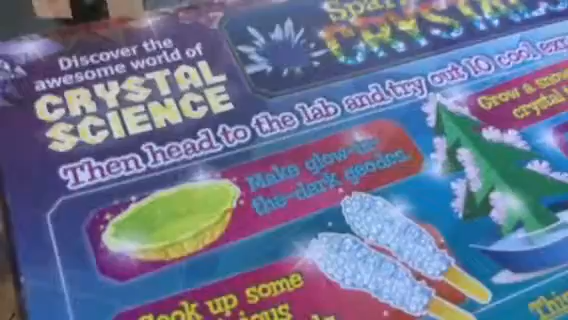 Discover the
awesome world of
CRYSTAL
SCIENCE
Then head to the lab and try out 10 cool
Make glow-in-
the-dark geodes.
Grow a
crystal
Cook up some